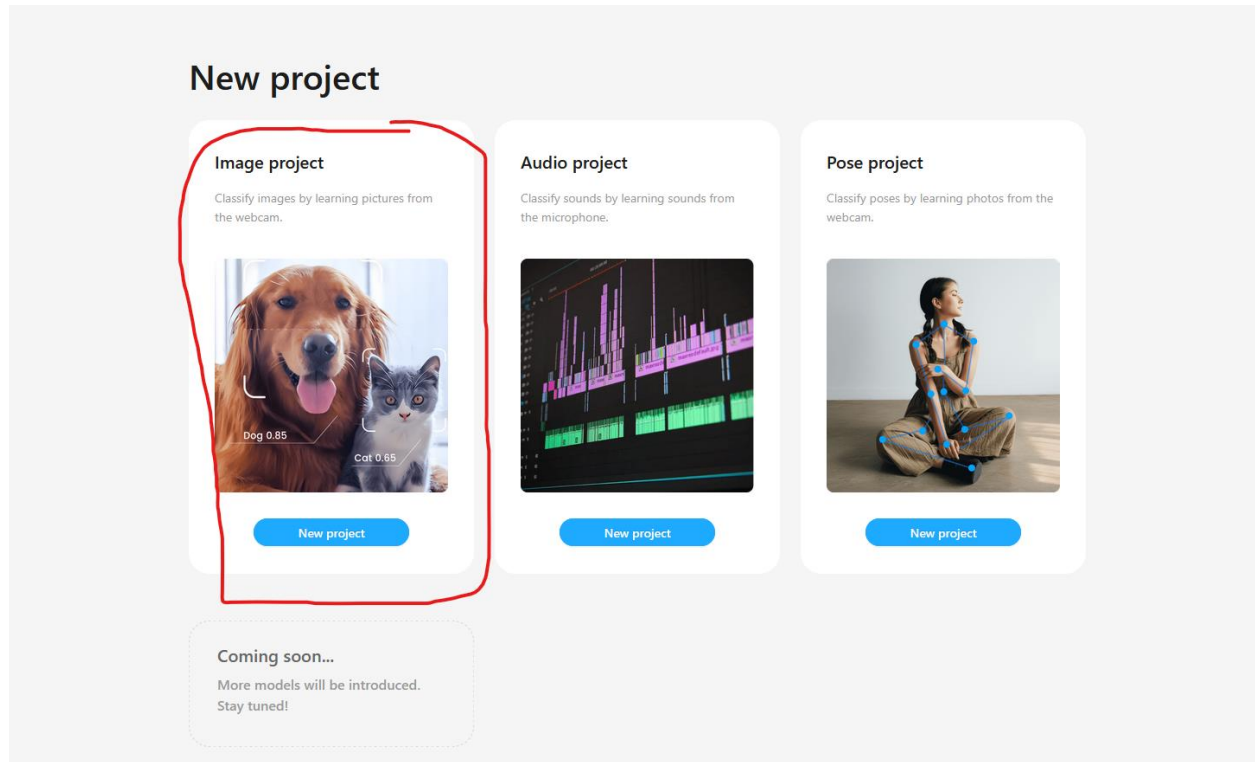 New project
Image project
Classify images by learning pictures from
the webcam.
Dog 0.85
Cat 0.65
New project
Audio project
Classify sounds by learning sounds from
the microphone.
New project
Pose project
Classify poses by learning photos from the
webcam.
New project
Coming soon...
More models will be introduced.
Stay tuned!